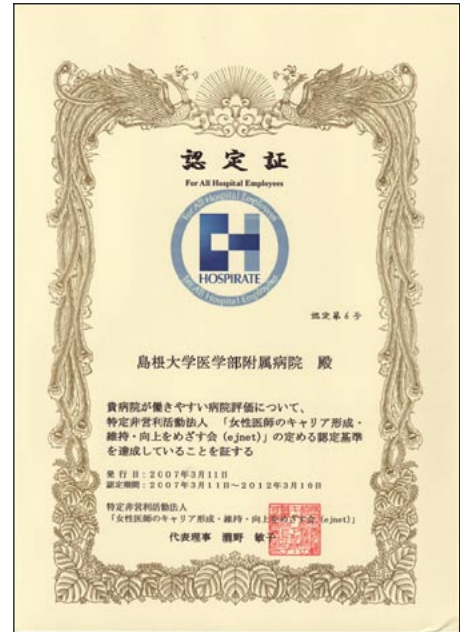 認定証
For All Hospital Employees
For All Hospital Employees
HOSPIRATE
For All Hospital Employees
認定第6号
島根大学医学部附属病院 殿
貴病院が働きやすい病院評価について、
特定非営利活動法人 「女性医師のキャリア形成・
維持・向上をめざす会 (ejnet)」の定める認定基準
を達成していることを証する
発行日:2007年3月11日
認定期間:2007年3月11日~2012年3月10日
特定非営利活動法人
「女性医師のキャリア形成・維持・向上をめざす会(ejnet)」
代表理事 瀧野 敏子